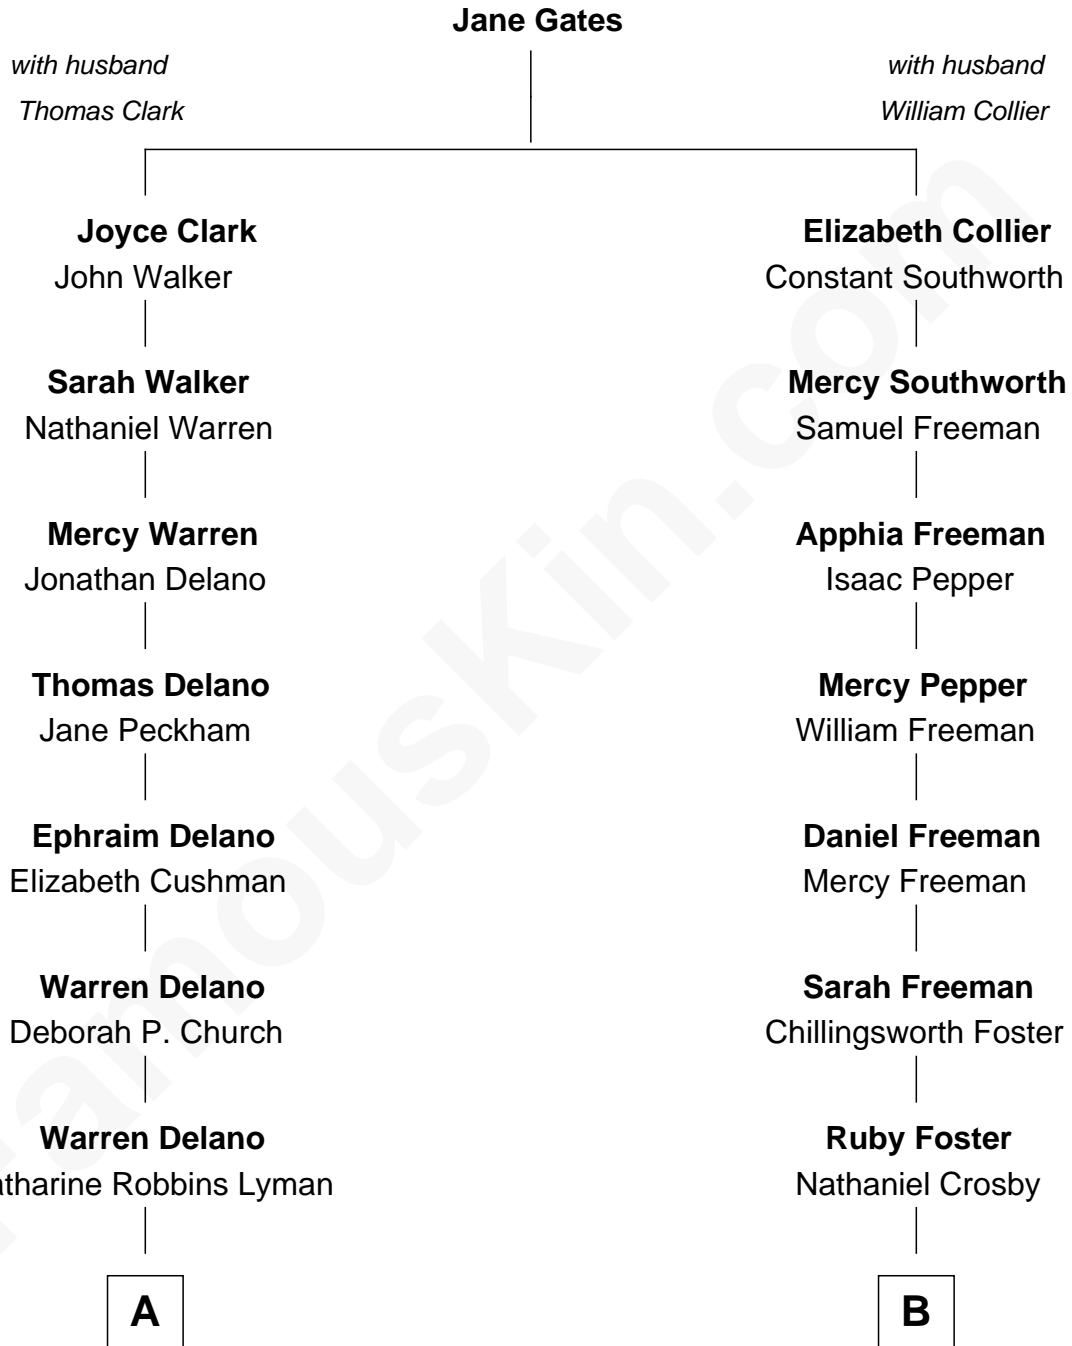 Jane Gates
with husband
Thomas Clark
with husband
William Collier
Joyce Clark
John Walker
Sarah Walker
Nathaniel Warren
Mercy Warren
Jonathan Delano
Thomas Delano
Jane Peckham
Ephraim Delano
Elizabeth Cushman
Warren Delano
Deborah P. Church
Warren Delano
atharine Robbins Lyman
A
Elizabeth Collier
Constant Southworth
Mercy Southworth
Samuel Freeman
Apphia Freeman
Isaac Pepper
Mercy Pepper
William Freeman
Daniel Freeman
Mercy Freeman
Sarah Freeman
Chillingsworth Foster
Ruby Foster
Nathaniel Crosby
B
FamousKin.com